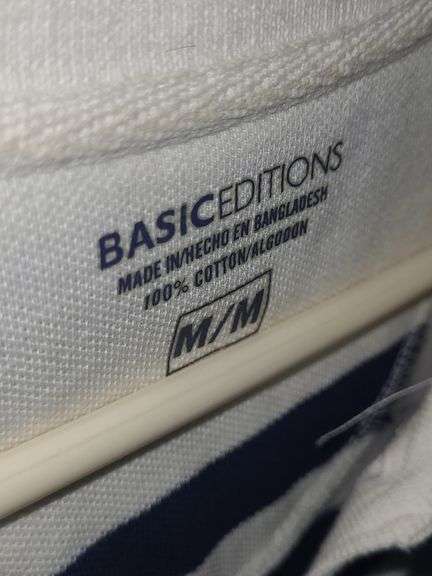 BASICEDITIONS
MADE IN/HECHO EN BANGLADESH
100% COTTON/ALGODON
M/M